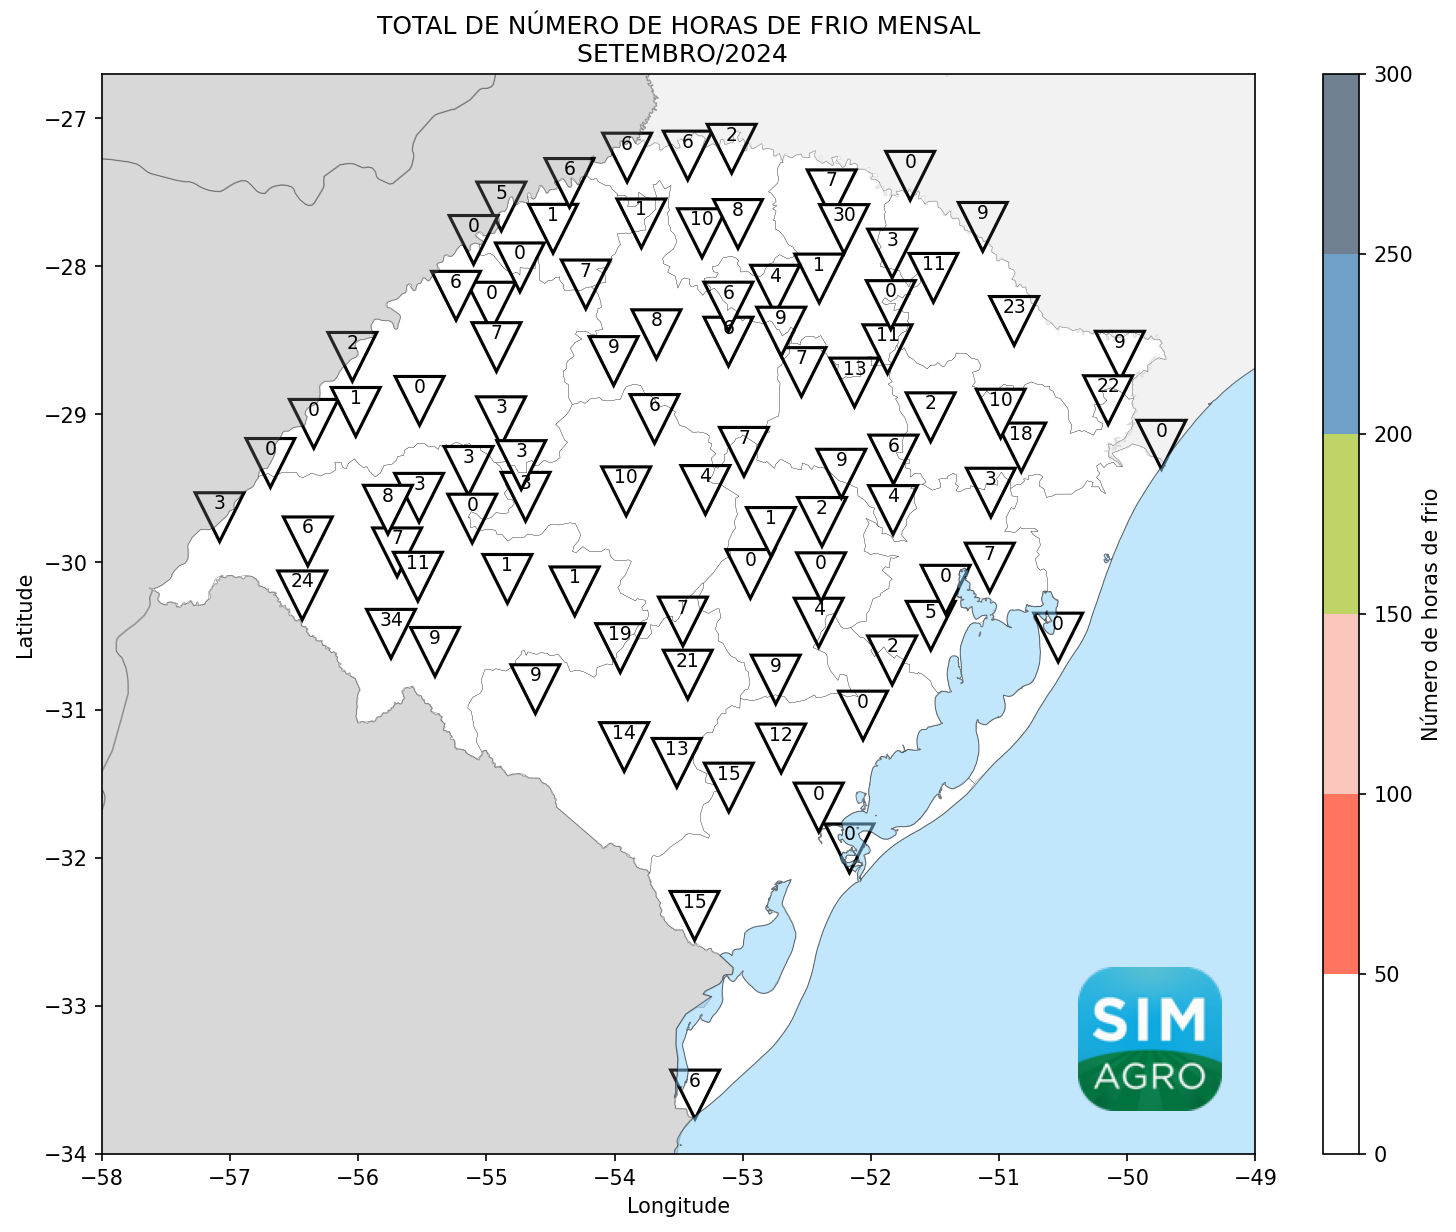 TOTAL DE NÚMERO DE HORAS DE FRIO MENSAL
SETEMBRO/2024
300
250
200
150
100
50
0
Número de horas de frio
−27
−28
−29
−30
−31
−32
−33
−34
Latitude
−58 −57 −56 −55 −54 −53 −52 −51 −50 −49
Longitude
6 6 2
6 7 0
5 1 1 10 8 30 9
0 0 7 4 1 3 11
6 0 6 0 23
7 8 6 9 11
2 9 7 13 9
0 1 0 3 6 2 10 22
0 3 3 7 9 6 18 0
3 8 3 0 3 10 4 1 2 4 3
6 7 11 1 1 0 0 0 7
24 34 9 19 7 4 5 0
9 21 9 2
14 13 15 12 0
0
0
15
6
SIM
AGRO